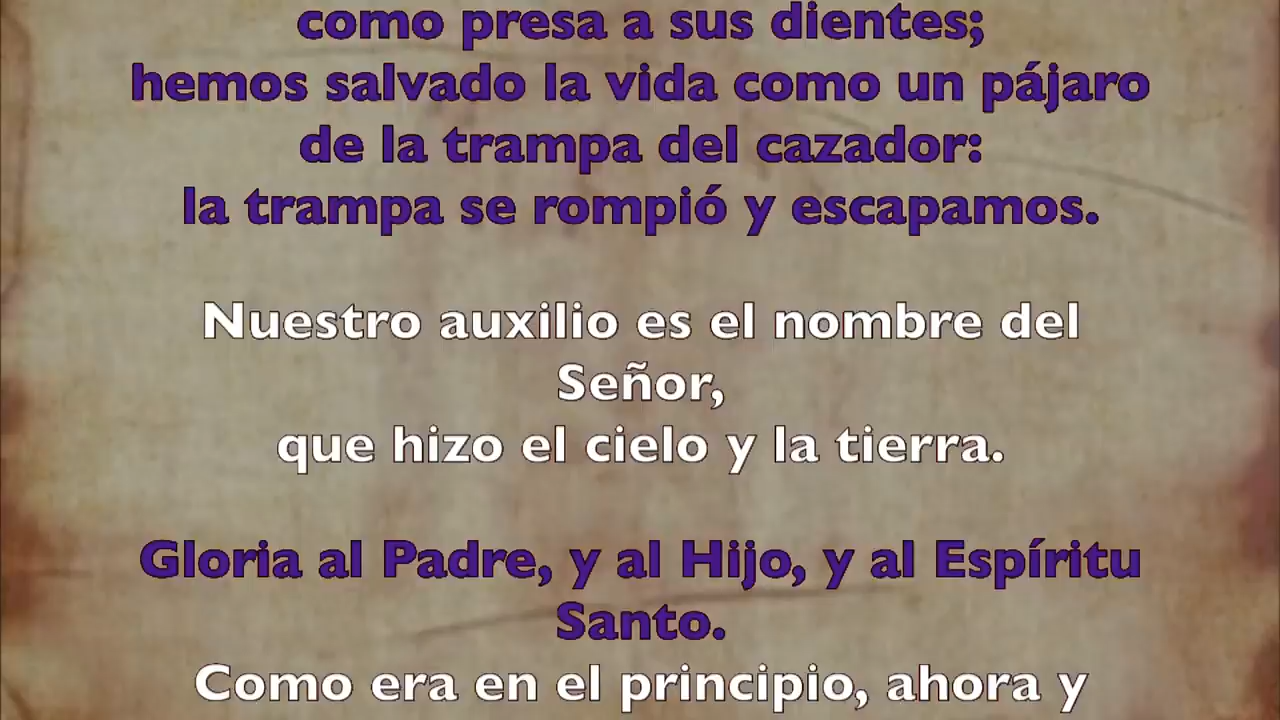 como presa a sus dientes;
hemos salvado la vida como un pájaro
de la trampa del cazador:
la trampa se rompió y escapamos.
Nuestro auxilio es el nombre del
Señor,
que hizo el cielo y la tierra.
Gloria al Padre, y al Hijo, y al Espíritu
Santo.
Como era en el principio, ahora y